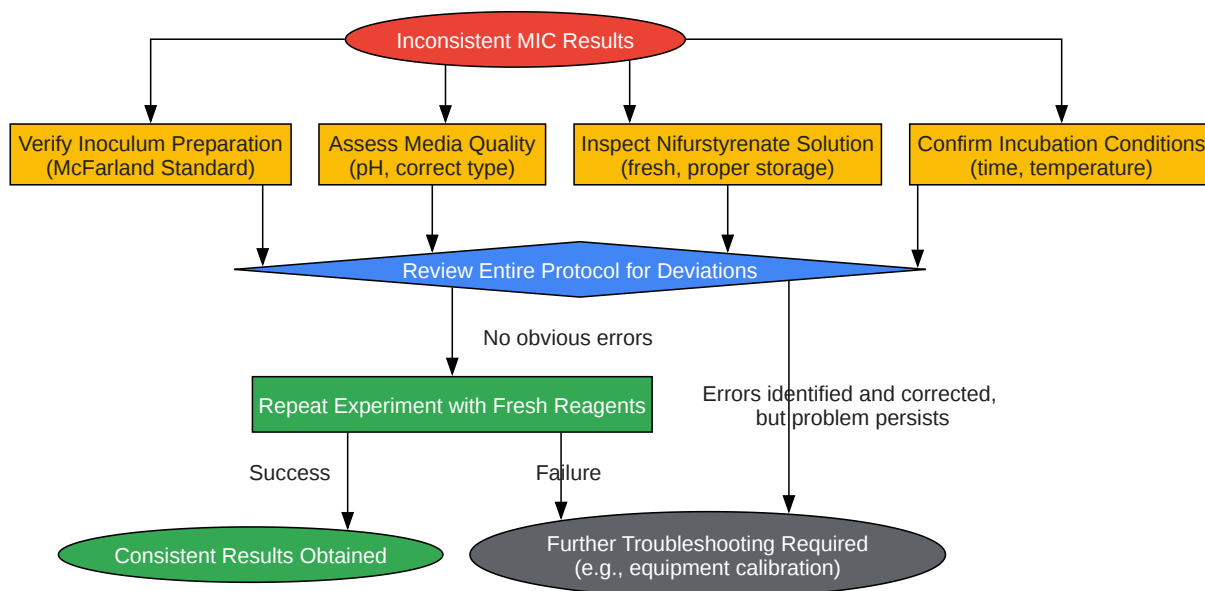 Inconsistent MIC Results
Verify Inoculum Preparation
(McFarland Standard)
Assess Media Quality
(pH, correct type)
Inspect Nifurstyrenate Solution
(fresh, proper storage)
Confirm Incubation Conditions
(time, temperature)
Review Entire Protocol for Deviations
No obvious errors
Errors identified and corrected,
but problem persists
Repeat Experiment with Fresh Reagents
Success
Failure
Consistent Results Obtained
Further Troubleshooting Required
(e.g., equipment calibration)